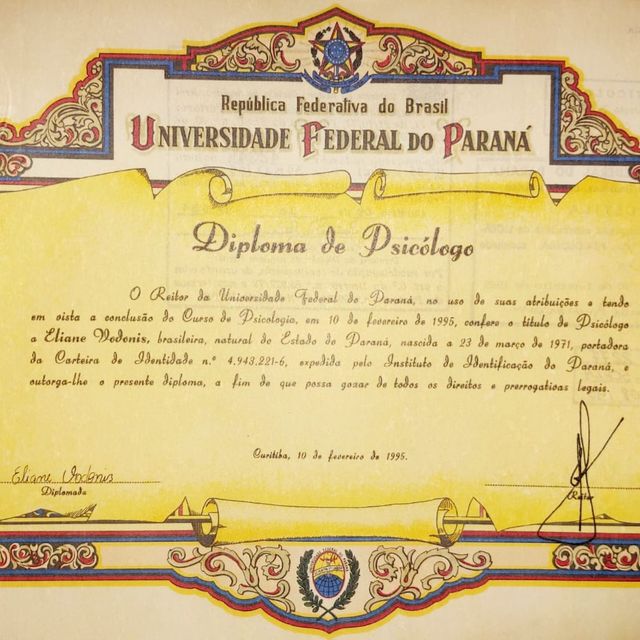 República Federativa do Brasil
UNIVERSIDADE FEDERAL DO PARANÁ
Diploma de Psicólogo
O Reitor da Universidade Federal do Paraná, no uso de suas atribuições e tendo
em vista a conclusão do Curso de Psicologia, em 10 de fevereiro de 1995, confere o título de Psicólogo
a Eliane Vedonis, brasileira, natural do Estado do Paraná, nascida a 23 de março de 1971, portadora
da Carteira de Identidade n.º 4.943.221-6, expedida pelo Instituto de Identificação do Paraná, e
outorga-lhe o presente diploma, a fim de que possa gozar de todos os direitos e prerrogativas legais.
Curitiba, 10 de fevereiro de 1995.
Eliane Vodonis
Diplomada
Reitor